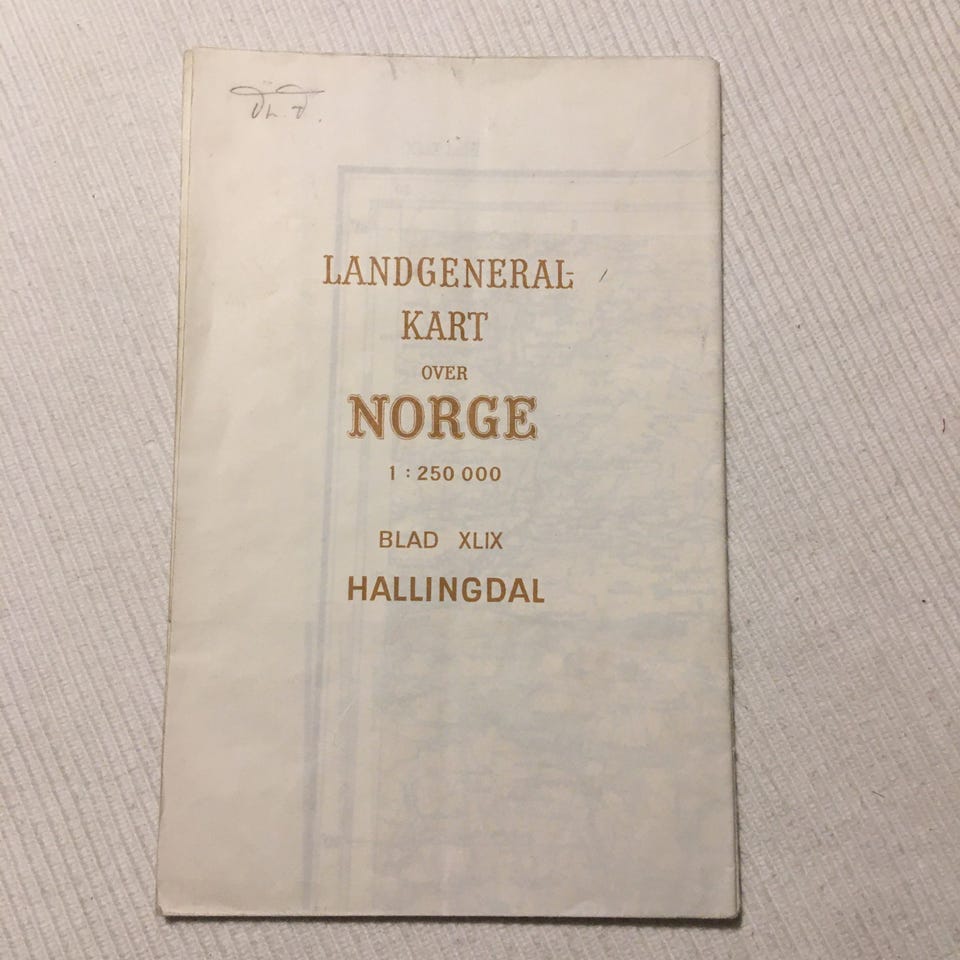 LANDGENERAL-
KART
OVER
NORGE
1 : 250 000
BLAD XLIX
HALLINGDAL